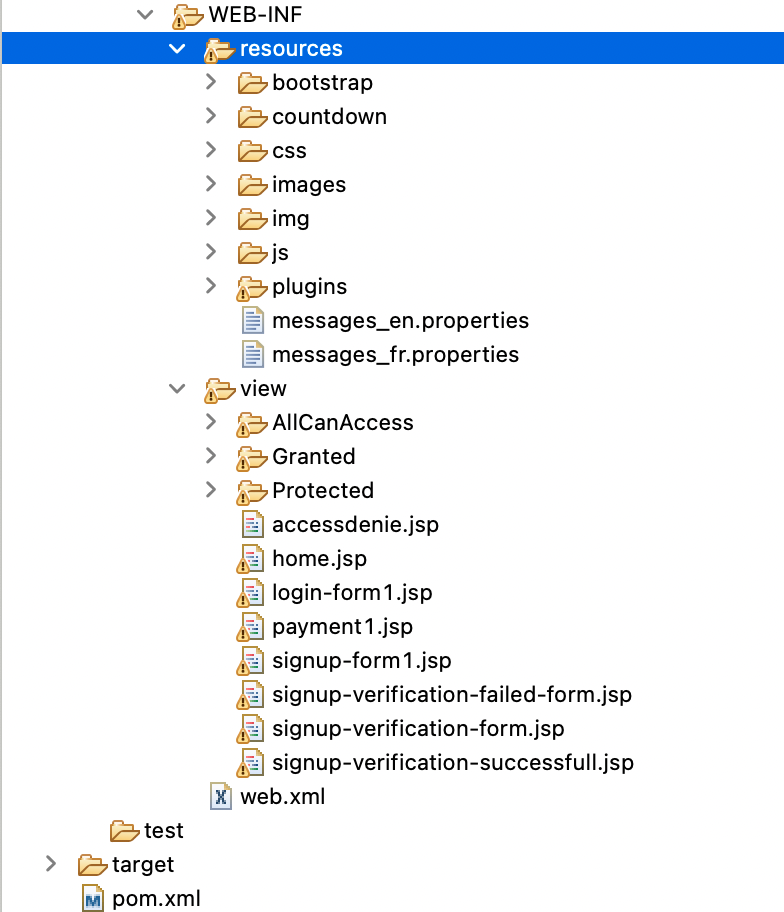 WEB-INF
resources
bootstrap
countdown
css
images
img
js
plugins
messages_en.properties
messages_fr.properties
view
AllCanAccess
Granted
Protected
accessdenie.jsp
home.jsp
login-form1.jsp
payment1.jsp
signup-form1.jsp
signup-verification-failed-form.jsp
signup-verification-form.jsp
signup-verification-successfull.jsp
web.xml
test
target
pom.xml